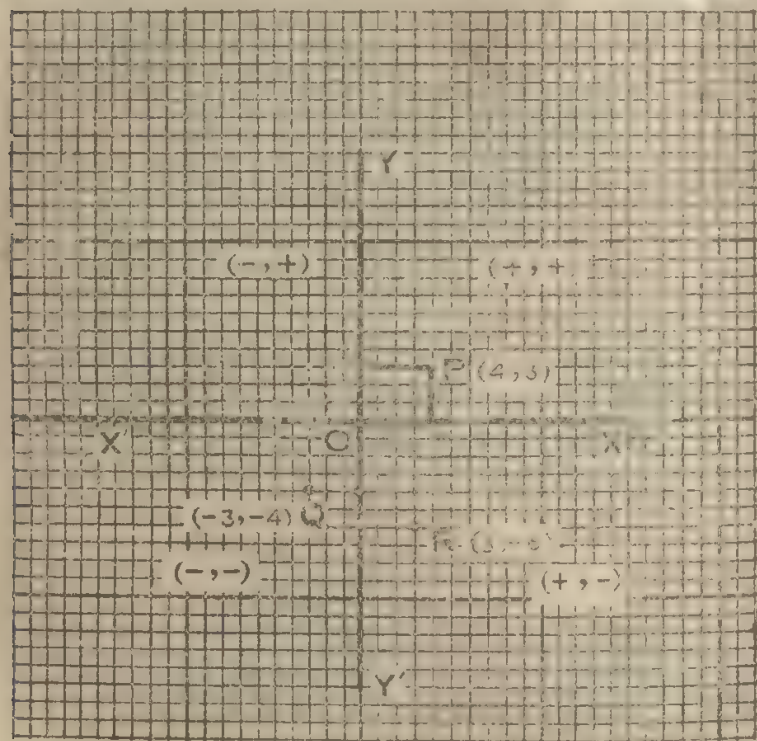 Y
(-,+) (+,+
P (4,3)
X O X
(-3,-4) Q
R
(-,-) (+,-)
Y'